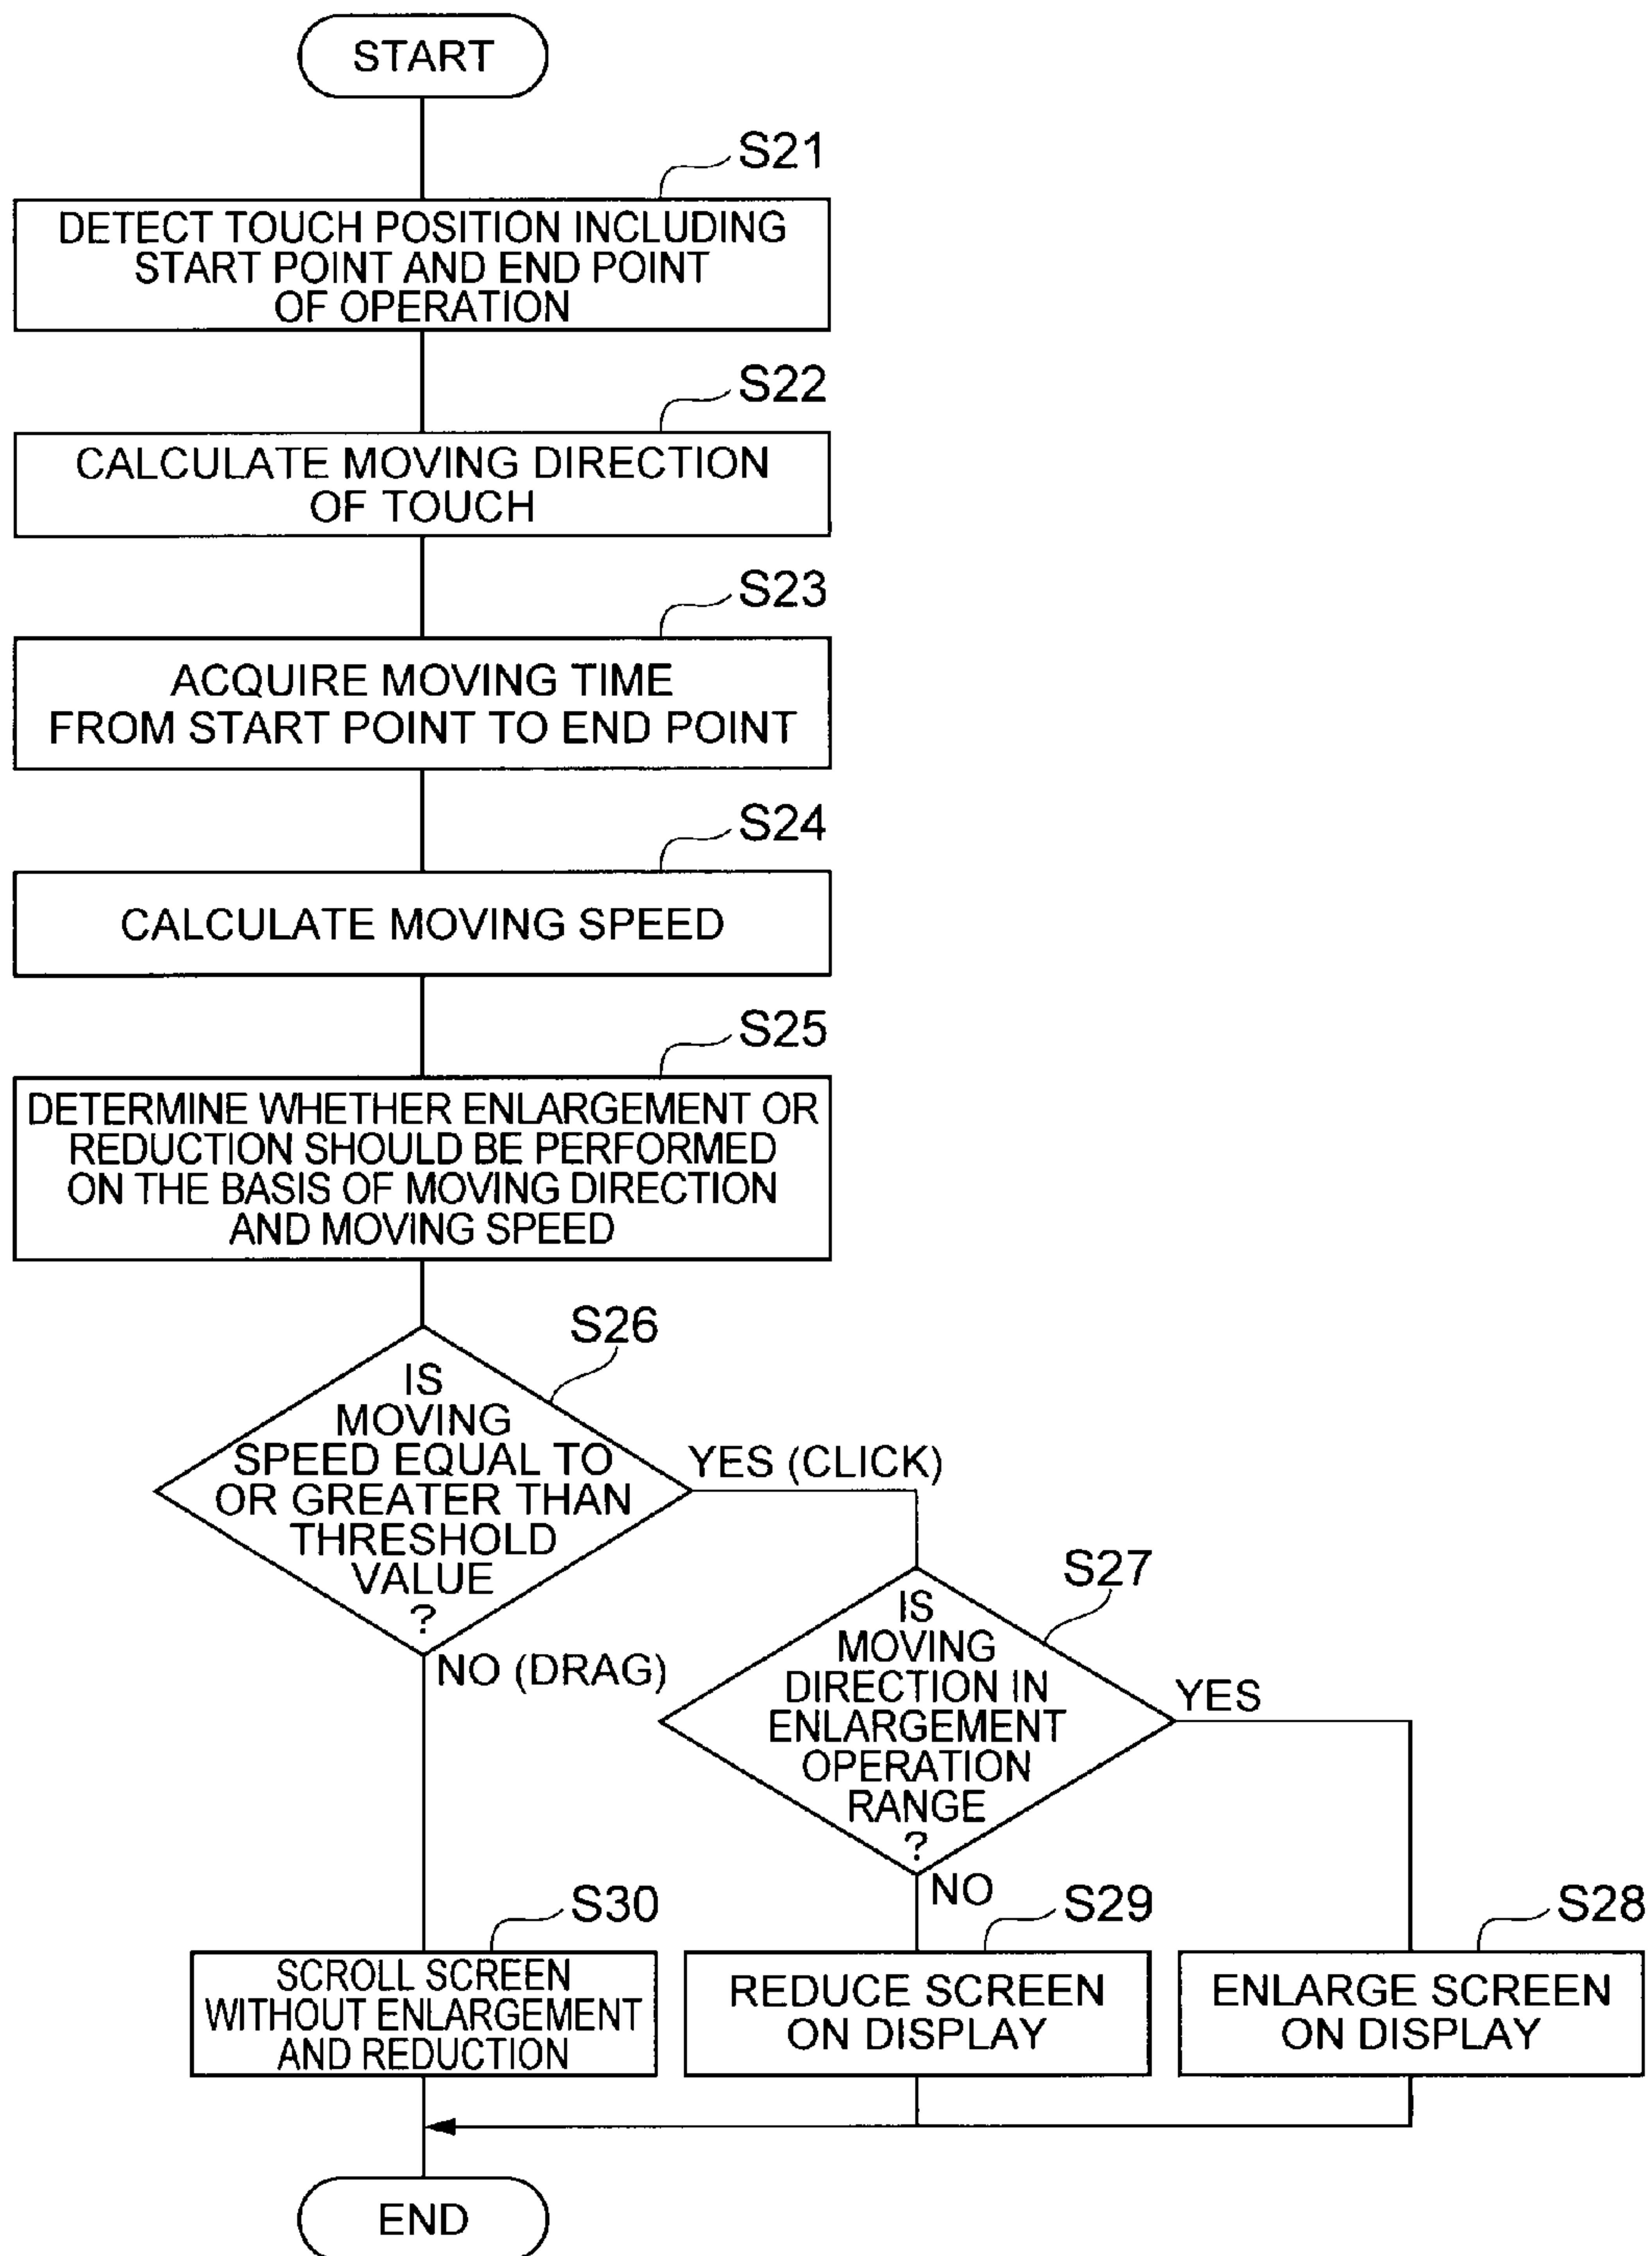 START
S21
DETECT TOUCH POSITION INCLUDING
START POINT AND END POINT
OF OPERATION
S22
CALCULATE MOVING DIRECTION
OF TOUCH
S23
ACQUIRE MOVING TIME
FROM START POINT TO END POINT
S24
CALCULATE MOVING SPEED
S25
DETERMINE WHETHER ENLARGEMENT OR
REDUCTION SHOULD BE PERFORMED
ON THE BASIS OF MOVING DIRECTION
AND MOVING SPEED
S26
IS
MOVING
SPEED EQUAL TO
OR GREATER THAN
THRESHOLD
VALUE
?
YES (CLICK)
NO (DRAG)
S27
IS
MOVING
DIRECTION IN
ENLARGEMENT
OPERATION
RANGE
?
YES
NO
S30
SCROLL SCREEN
WITHOUT ENLARGEMENT
AND REDUCTION
S29
REDUCE SCREEN
ON DISPLAY
S28
ENLARGE SCREEN
ON DISPLAY
END